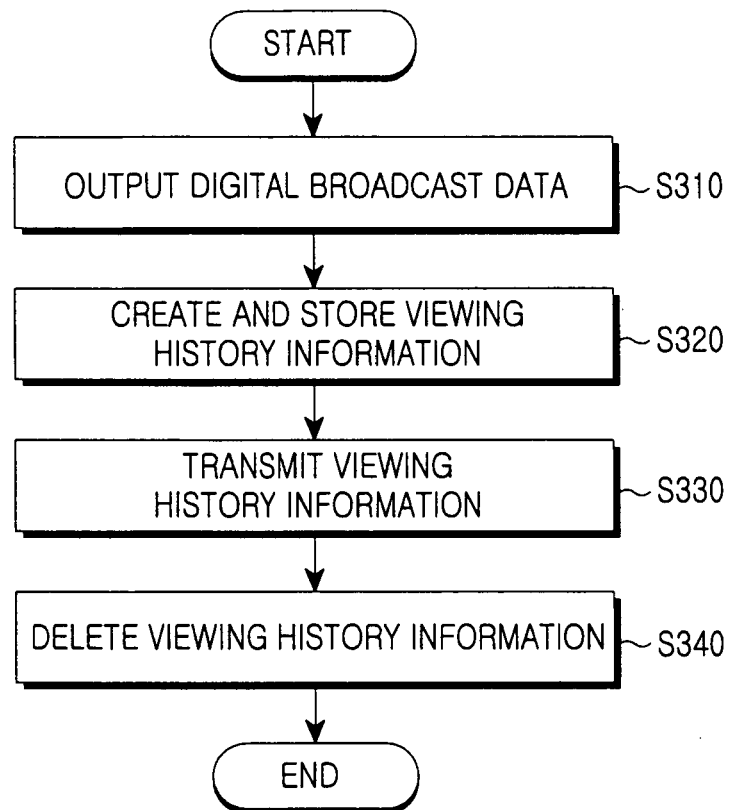 START
OUTPUT DIGITAL BROADCAST DATA
S310
CREATE AND STORE VIEWING
HISTORY INFORMATION
S320
TRANSMIT VIEWING
HISTORY INFORMATION
S330
DELETE VIEWING HISTORY INFORMATION
S340
END